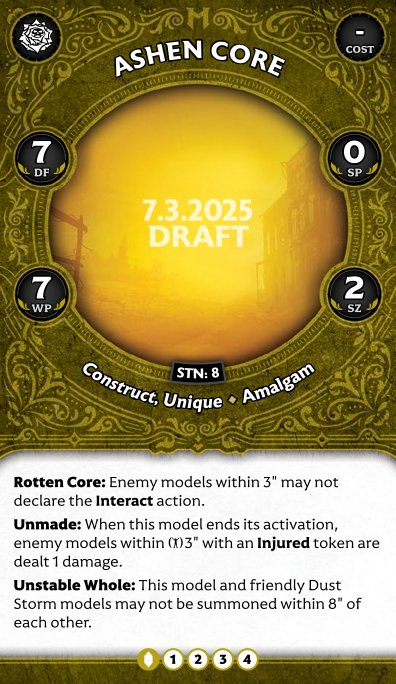 M
ASHEN CORE
-
COST
7
DF
0
SP
7.3.2025
DRAFT
7
WP
2
SZ
STN: 8
Construct, Unique ⬥ Amalgam
Rotten Core: Enemy models within 3" may not
declare the Interact action.
Unmade: When this model ends its activation,
enemy models within 3" with an Injured token are
dealt 1 damage.
Unstable Whole: This model and friendly Dust
Storm models may not be summoned within 8" of
each other.
1 2 3 4